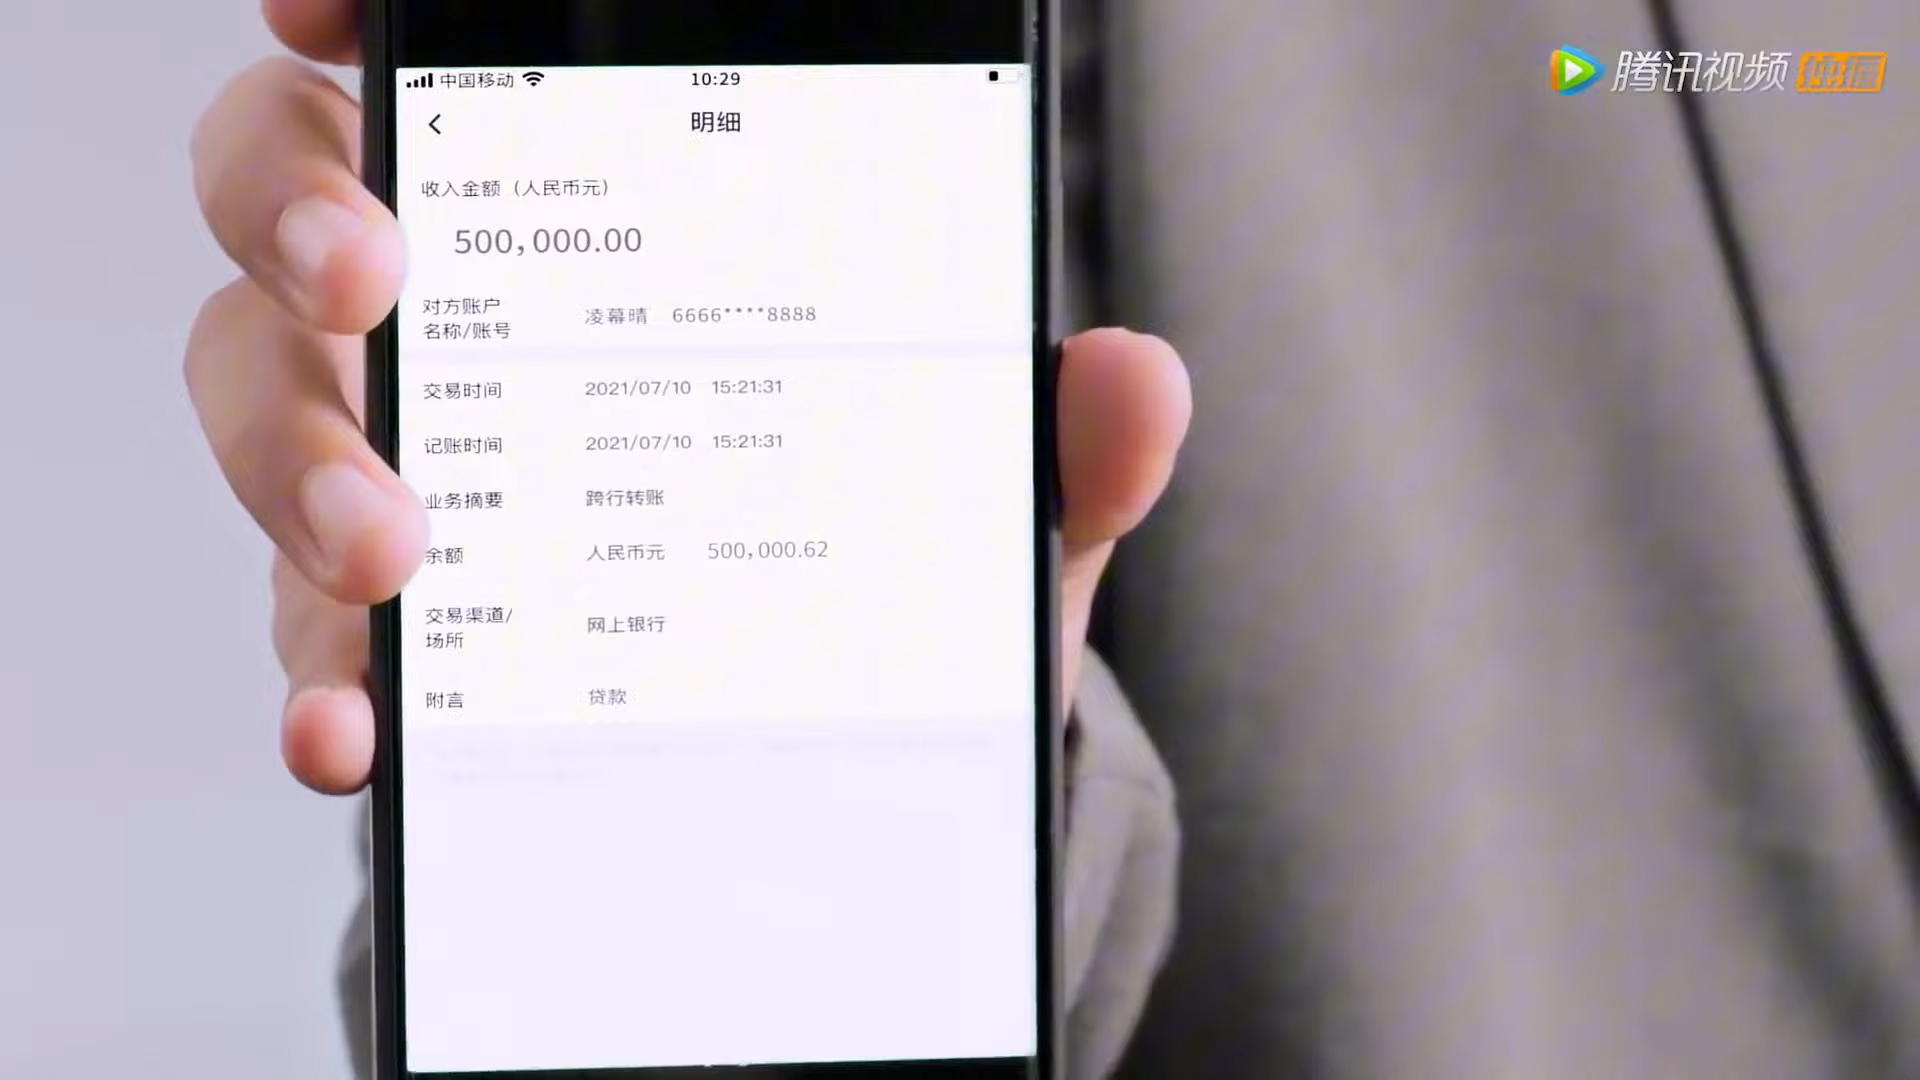 腾讯视频 独播
中国移动 10:29
明细
收入金额（人民币元）
500,000.00
对方账户
名称/账号
凌幕晴 6666****8888
交易时间 2021/07/10 15:21:31
记账时间 2021/07/10 15:21:31
业务摘要 跨行转账
余额 人民币元 500,000.62
交易渠道/
场所
网上银行
附言 贷款